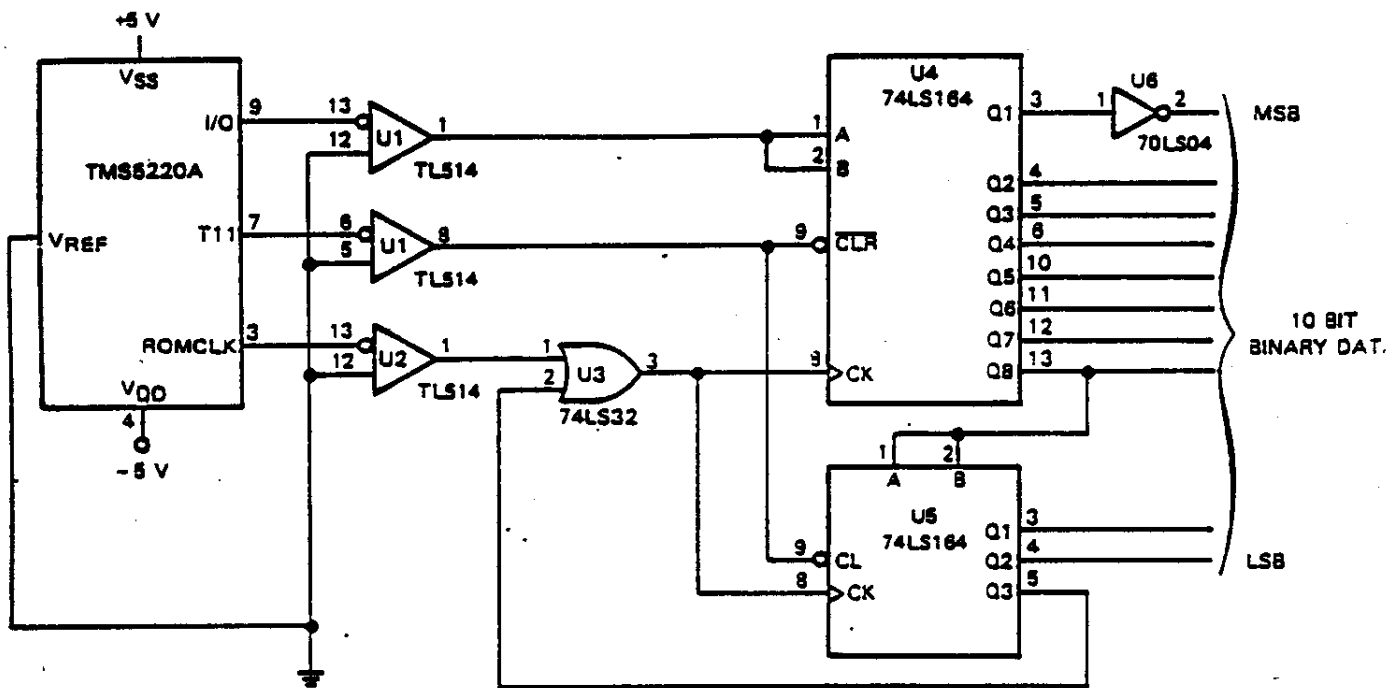 +5 V
VSS
I/O
9
TMS5220A
T11
7
VREF
ROMCLK
3
VDD
4
-5 V
13
12
U1
1
TL514
6
5
U1
8
TL514
13
12
U2
1
TL514
1
2
U3
3
74LS32
U4
74LS164
1
A
2
B
9
CLR
8
CK
Q1
3
Q2
4
Q3
5
Q4
6
Q5
10
Q6
11
Q7
12
Q8
13
U6
1
2
70LS04
MSB
10 BIT
BINARY DAT.
1
A
2
B
U5
74LS164
9
CL
8
CK
Q1
3
Q2
4
Q3
5
LSB